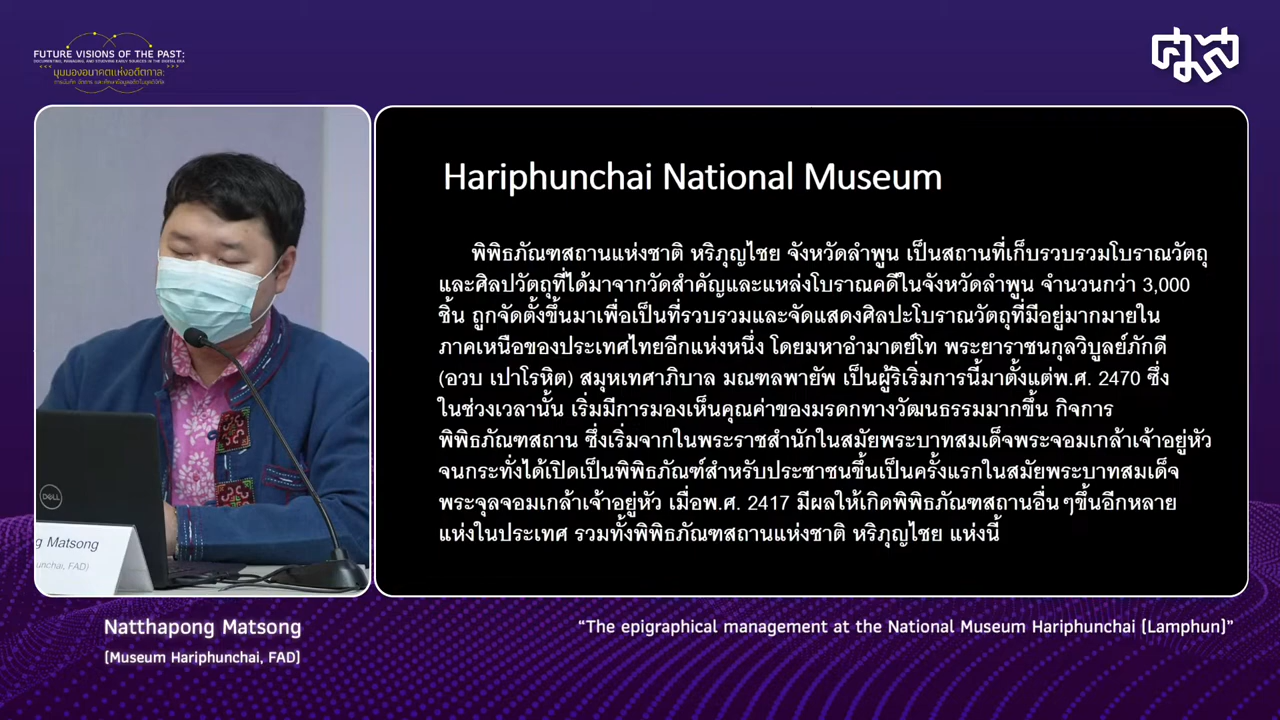 FUTURE VISIONS OF THE PAST:
DOCUMENTING, MANAGING, AND STUDYING EARLY SOURCES IN THE DIGITAL ERA
มุมมองอนาคตแห่งอดีตกาล:
ศมส
Hariphunchai National Museum
พิพิธภัณฑสถานแห่งชาติ หริภุญไชย จังหวัดลำพูน เป็นสถานที่เก็บรวบรวมโบราณวัตถุ
และศิลปวัตถุที่ได้มาจากวัดสำคัญและแหล่งโบราณคดีในจังหวัดลำพูน จำนวนกว่า 3,000
ชิ้น ถูกจัดตั้งขึ้นมาเพื่อเป็นที่รวบรวมและจัดแสดงศิลปะโบราณวัตถุที่มีอยู่มากมายใน
ภาคเหนือของประเทศไทยอีกแห่งหนึ่ง โดยมหาอำมาตย์โท พระยาราชนกุลวิบูลย์ภักดี
(อวบ เปาโรหิต) สมุหเทศาภิบาล มณฑลพายัพ เป็นผู้ริเริ่มการนี้มาตั้งแต่พ.ศ. 2470 ซึ่ง
ในช่วงเวลานั้น เริ่มมีการมองเห็นคุณค่าของมรดกทางวัฒนธรรมมากขึ้น กิจการ
พิพิธภัณฑสถาน ซึ่งเริ่มจากในพระราชสำนักในสมัยพระบาทสมเด็จพระจอมเกล้าเจ้าอยู่หัว
จนกระทั่งได้เปิดเป็นพิพิธภัณฑ์สำหรับประชาชนขึ้นเป็นครั้งแรกในสมัยพระบาทสมเด็จ
พระจุลจอมเกล้าเจ้าอยู่หัว เมื่อพ.ศ. 2417 มีผลให้เกิดพิพิธภัณฑสถานอื่นๆขึ้นอีกหลาย
แห่งในประเทศ รวมทั้งพิพิธภัณฑสถานแห่งชาติ หริภุญไชย แห่งนี้
DELL
g Matsong
unchai, FAD)
Natthapong Matsong
(Museum Hariphunchai, FAD)
“The epigraphical management at the National Museum Hariphunchai (Lamphun)”